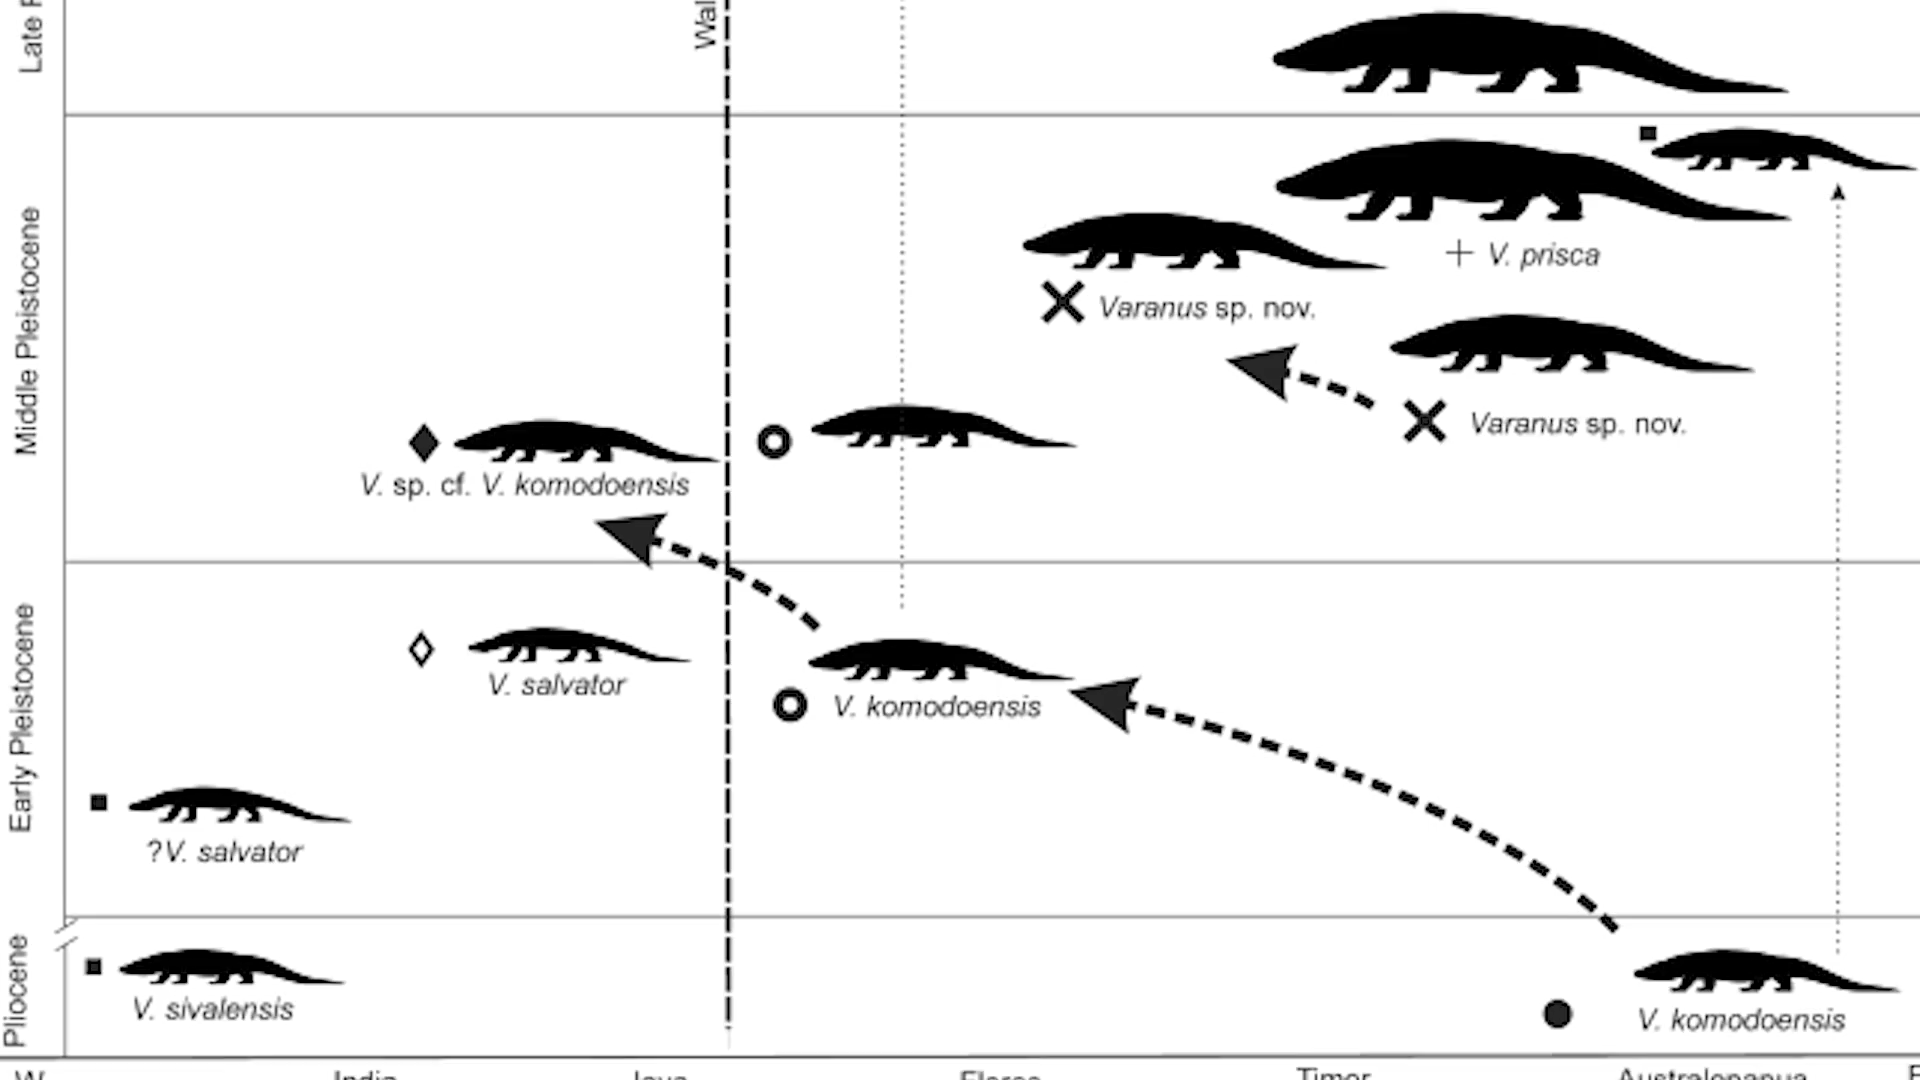 V. prisca
Varanus sp. nov.
Varanus sp. nov.
Middle Pleistocene
V. sp. cf. V. komodoensis
V. salvator
V. komodoensis
Early Pleistocene
?V. salvator
Pliocene
V. sivalensis
V. komodoensis
W
India
Java
Flores
Timor
Australopapua